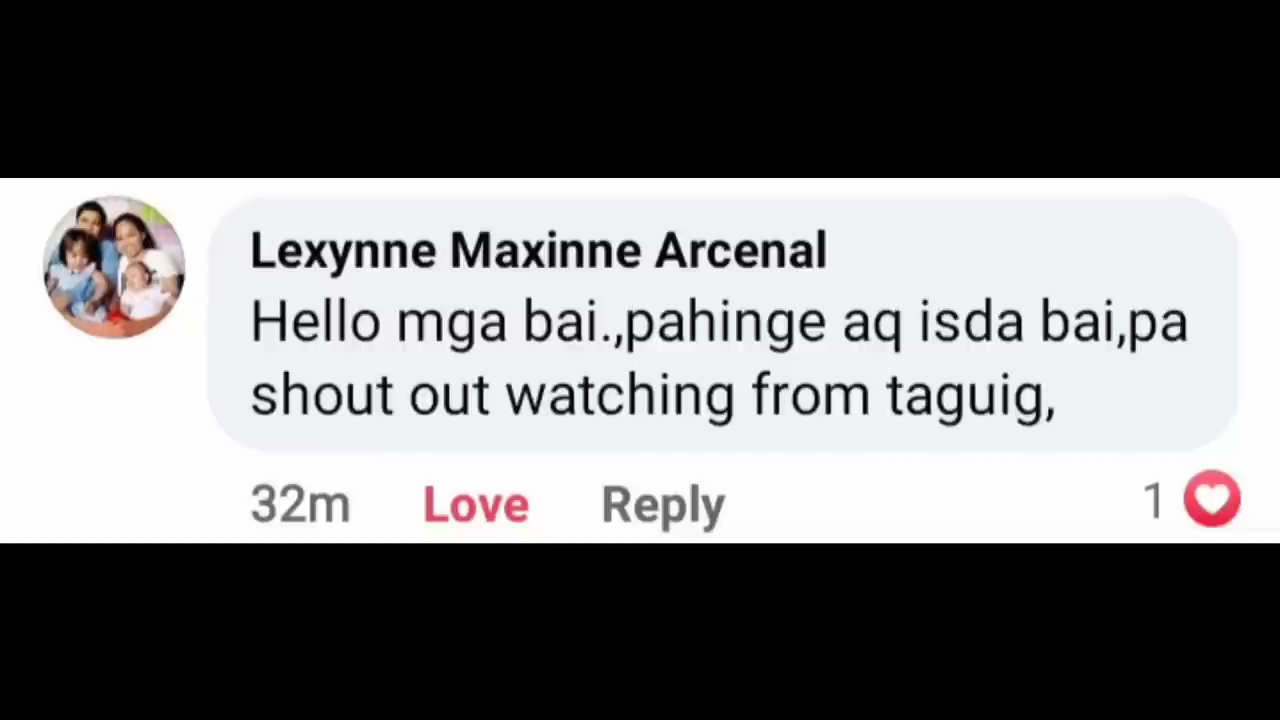 Lexynne Maxinne Arcenal
Hello mga bai.,pahinge aq isda bai,pa
shout out watching from taguig,
32m Love Reply 1